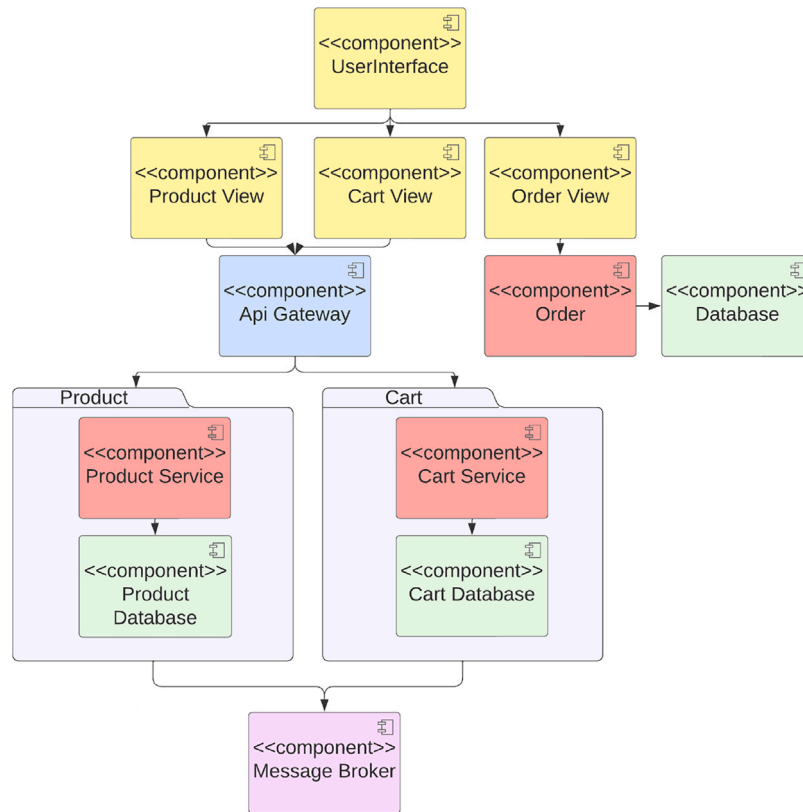 <<component>>
UserInterface
<<component>>
Product View
<<component>>
Cart View
<<component>>
Order View
<<component>>
Api Gateway
<<component>>
Order
<<component>>
Database
Product
<<component>>
Product Service
<<component>>
Product
Database
Cart
<<component>>
Cart Service
<<component>>
Cart Database
<<component>>
Message Broker